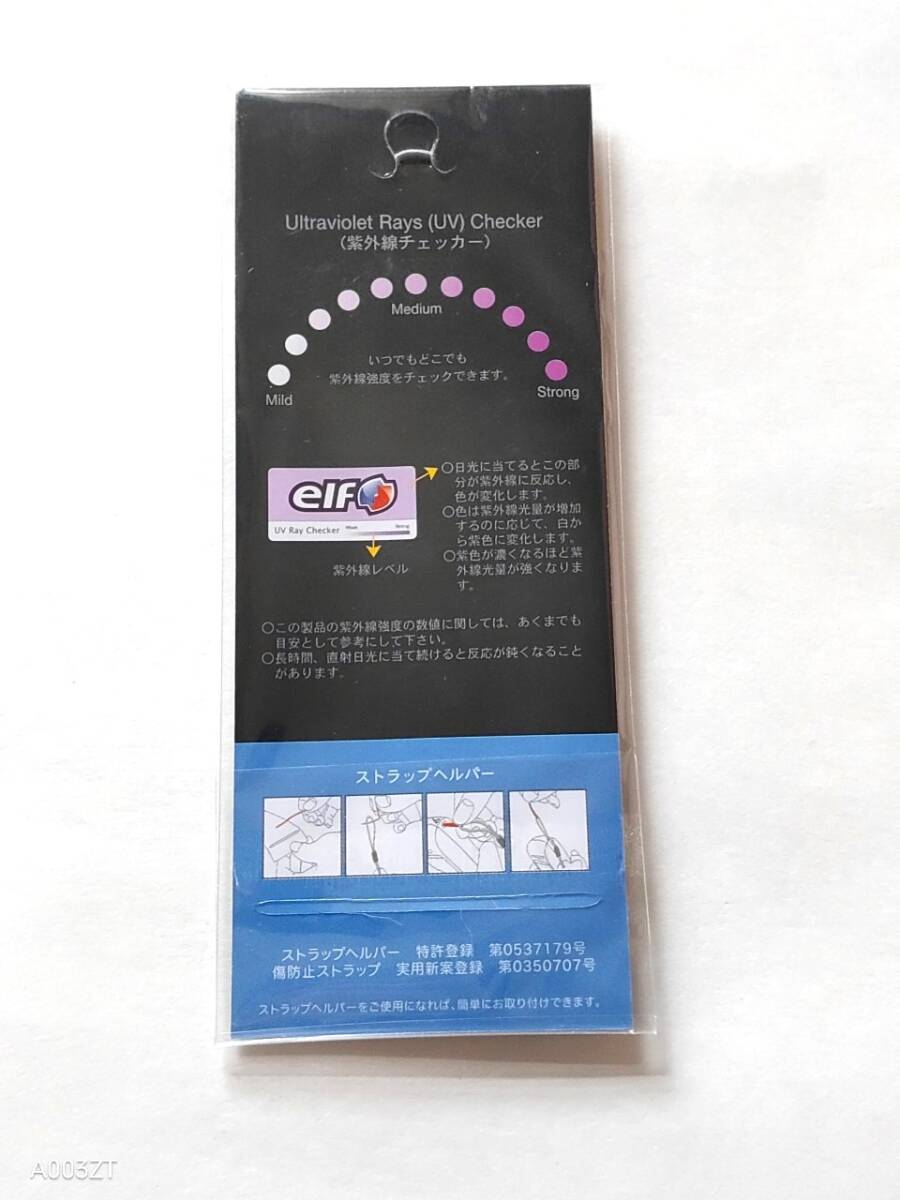 Ultraviolet Rays (UV) Checker
（紫外線チェッカー）
Medium
いつでもどこでも
紫外線強度をチェックできます。
Mild
Strong
elf
UV Ray Checker
Strong
紫外線レベル
○日光に当てるとこの部
分が紫外線に反応し、
色が変化します。
○色は紫外線光量が増加
するのに応じて、白か
ら紫色に変化します。
○紫色が濃くなるほど紫
外線光量が強くなりま
す。
○この製品の紫外線強度の数値に関しては、あくまでも
目安として参考にして下さい。
○長時間、直射日光に当て続けると反応が鈍くなること
があります。
ストラップヘルパー
ストラップヘルパー　特許登録　第0537179号
傷防止ストラップ　実用新案登録　第0350707号
ストラップヘルパーをご使用になれば、簡単にお取り付けできます。
A003ZT